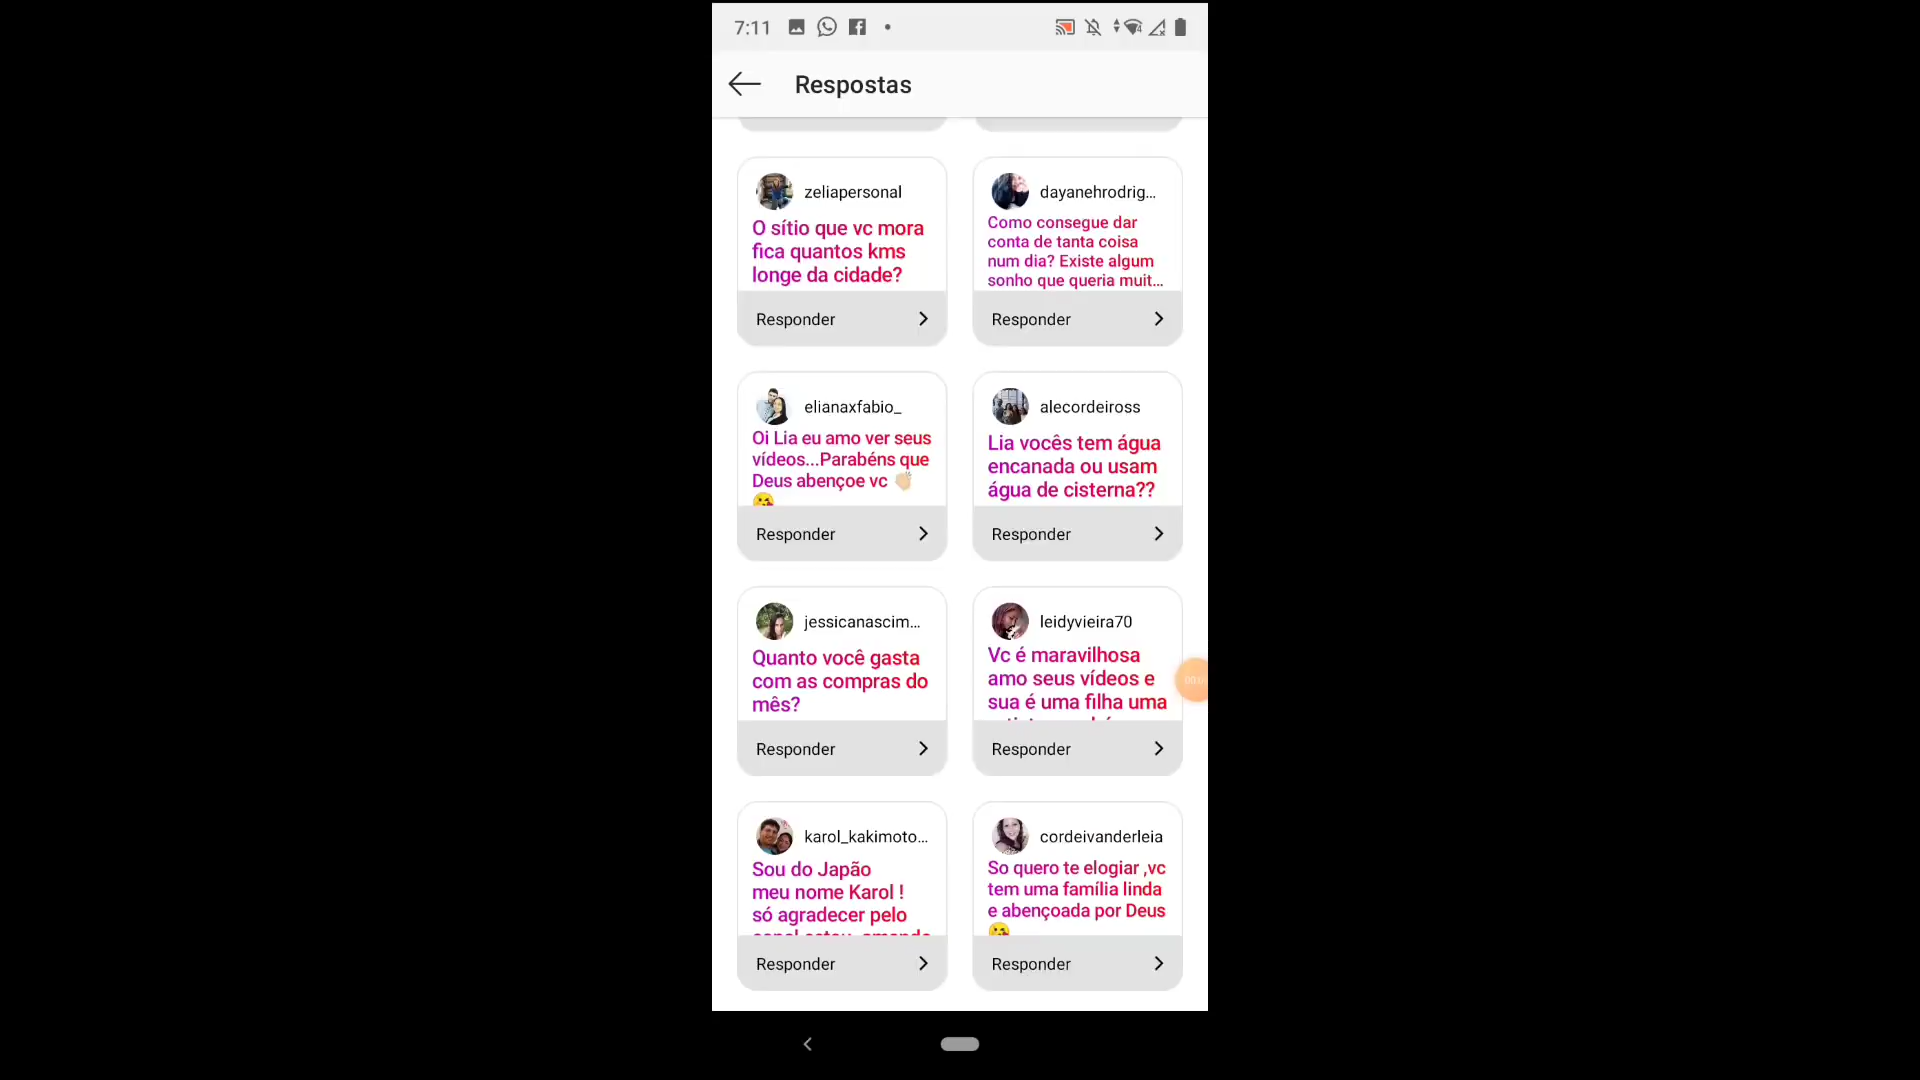 7:11
Respostas
zeliapersonal
O sítio que vc mora
fica quantos kms
longe da cidade?
Responder
dayanehrodrig...
Como consegue dar
conta de tanta coisa
num dia? Existe algum
sonho que queria muit...
Responder
elianaxfabio_
Oi Lia eu amo ver seus
vídeos...Parabéns que
Deus abençoe vc 👏🏻
😘
Responder
alecordeiross
Lia vocês tem água
encanada ou usam
água de cisterna??
Responder
jessicanascim...
Quanto você gasta
com as compras do
mês?
Responder
leidyvieira70
Vc é maravilhosa
amo seus vídeos e
sua é uma filha uma
Responder
karol_kakimoto...
Sou do Japão
meu nome Karol !
só agradecer pelo
Responder
cordeivanderleia
So quero te elogiar ,vc
tem uma família linda
e abençoada por Deus
😘
Responder